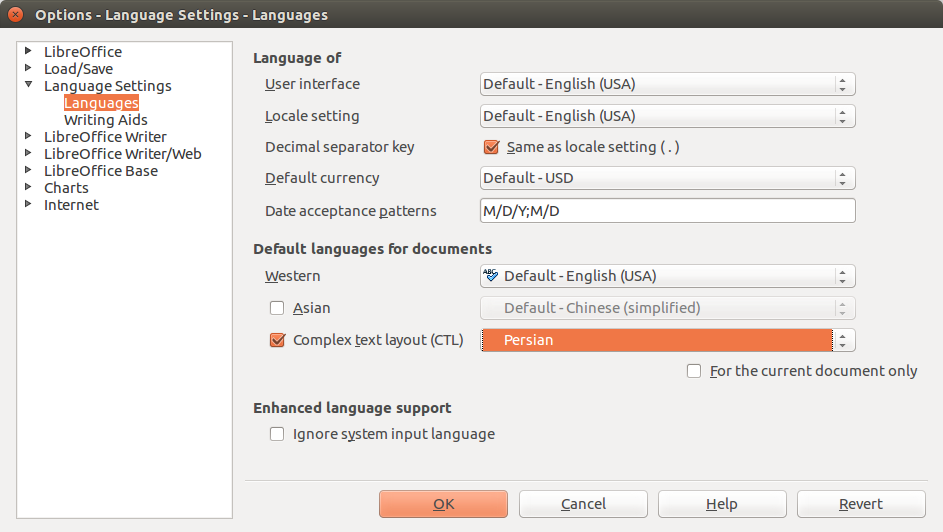 Options - Language Settings - Languages
LibreOffice
Load/Save
Language Settings
Languages
Writing Aids
LibreOffice Writer
LibreOffice Writer/Web
LibreOffice Base
Charts
Internet
Language of
User interface
Default - English (USA)
Locale setting
Default - English (USA)
Decimal separator key
Same as locale setting ( . )
Default currency
Default - USD
Date acceptance patterns
M/D/Y;M/D
Default languages for documents
Western
ABC Default - English (USA)
Asian
Default - Chinese (simplified)
Complex text layout (CTL)
Persian
For the current document only
Enhanced language support
Ignore system input language
OK
Cancel
Help
Revert